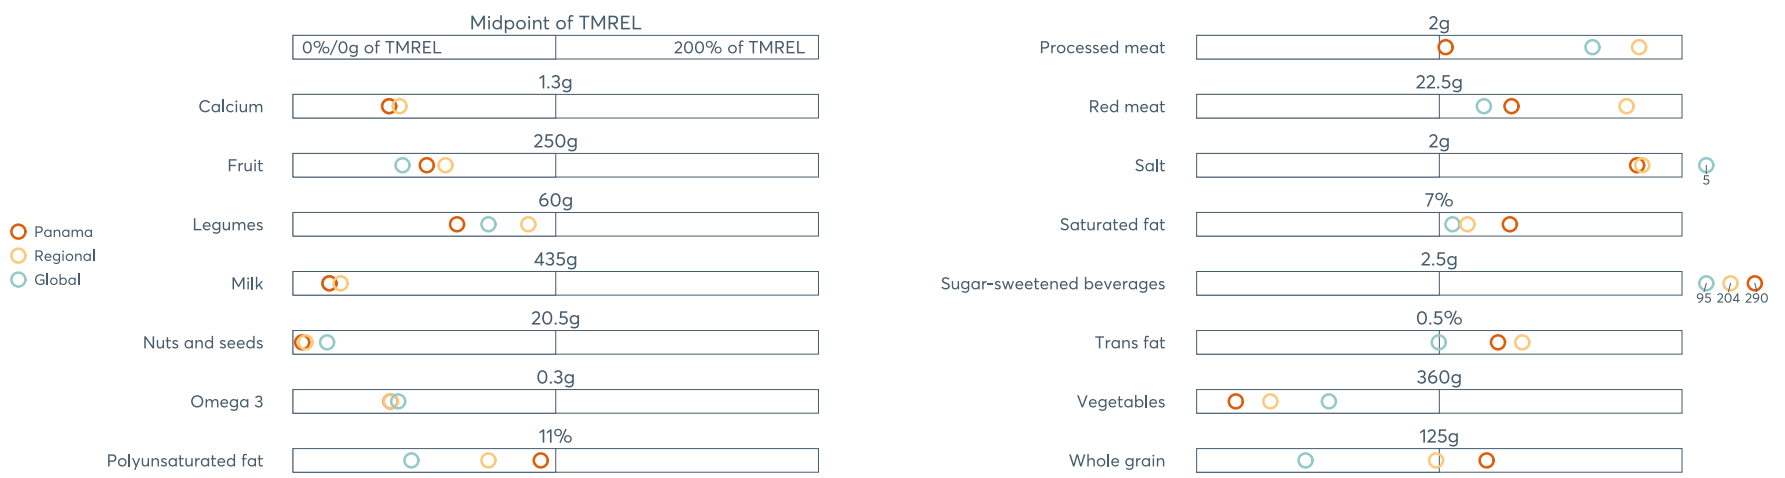 Midpoint of TMREL
0%/0g of TMREL 200% of TMREL
1.3g
Calcium
250g
Fruit
60g
Legumes
435g
Milk
20.5g
Nuts and seeds
0.3g
Omega 3
11%
Polyunsaturated fat
Panama
Regional
Global
2g
Processed meat
22.5g
Red meat
2g
Salt
5
7%
Saturated fat
2.5g
Sugar-sweetened beverages
95 204 290
0.5%
Trans fat
360g
Vegetables
125g
Whole grain